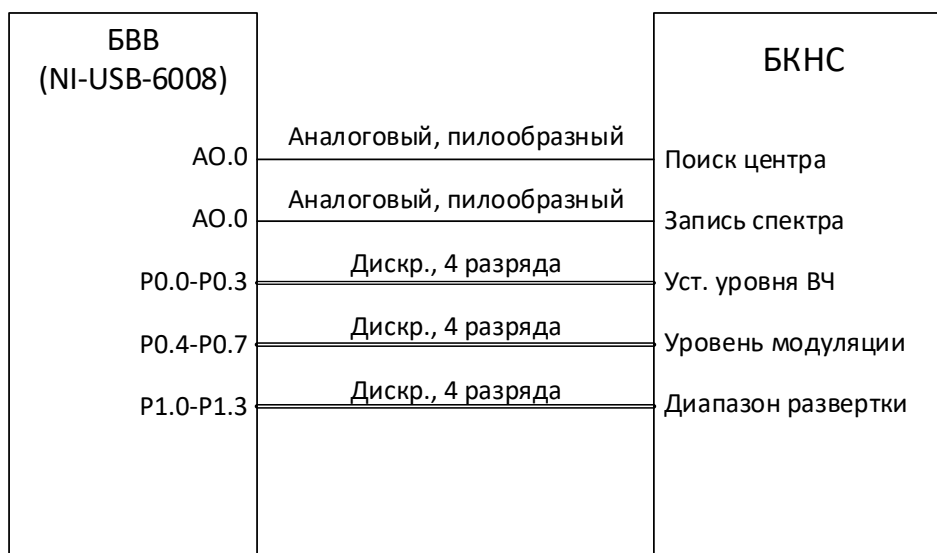 БВВ
(NI-USB-6008)
БКНС
AO.0
Аналоговый, пилообразный
Поиск центра
AO.0
Аналоговый, пилообразный
Запись спектра
P0.0-P0.3
Дискр., 4 разряда
Уст. уровня ВЧ
P0.4-P0.7
Дискр., 4 разряда
Уровень модуляции
P1.0-P1.3
Дискр., 4 разряда
Диапазон развертки